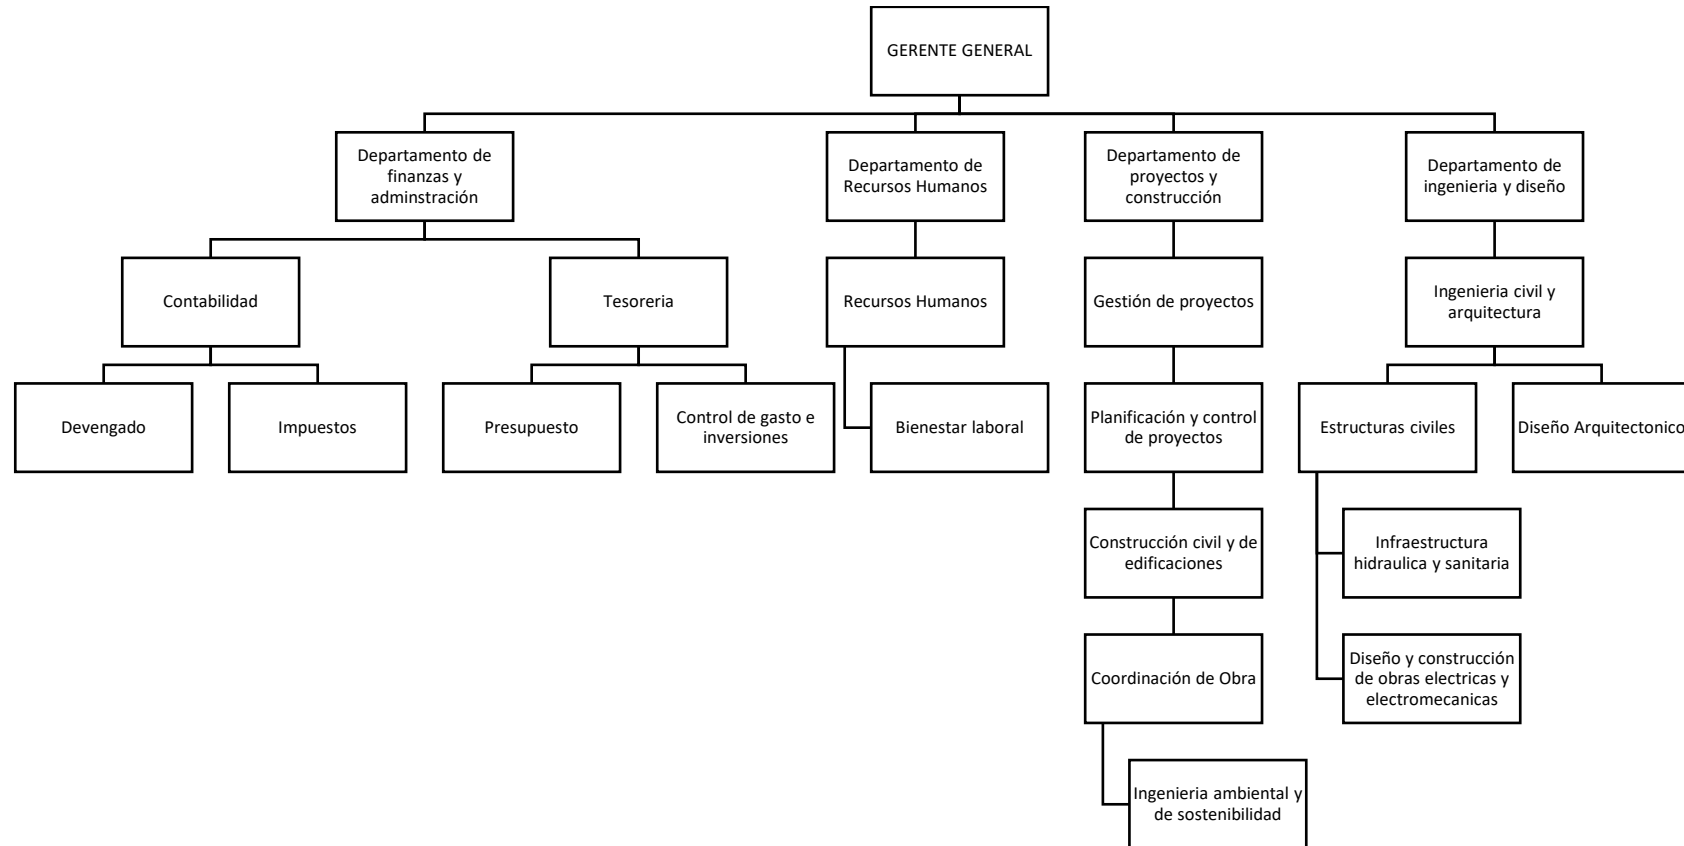 GERENTE GENERAL
Departamento de
finanzas y
adminstración
Departamento de
Recursos Humanos
Departamento de
proyectos y
construcción
Departamento de
ingenieria y diseño
Contabilidad
Tesoreria
Recursos Humanos
Gestión de proyectos
Ingenieria civil y
arquitectura
Devengado
Impuestos
Presupuesto
Control de gasto e
inversiones
Bienestar laboral
Planificación y control
de proyectos
Estructuras civiles
Diseño Arquitectonico
Construcción civil y de
edificaciones
Infraestructura
hidraulica y sanitaria
Coordinación de Obra
Diseño y construcción
de obras electricas y
electromecanicas
Ingenieria ambiental y
de sostenibilidad